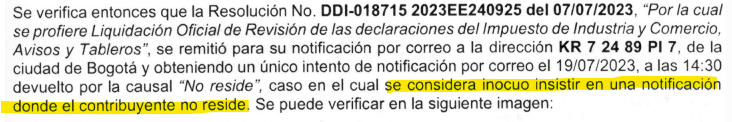 Se verifica entonces que la Resolución No. DDI-018715 2023EE240925 del 07/07/2023, “Por la cual
se profiere Liquidación Oficial de Revisión de las declaraciones del Impuesto de Industria y Comercio,
Avisos y Tableros”, se remitió para su notificación por correo a la dirección KR 7 24 89 PI 7, de la
ciudad de Bogotá y obteniendo un único intento de notificación por correo el 19/07/2023, a las 14:30
devuelto por la causal “No reside”, caso en el cual se considera inocuo insistir en una notificación
donde el contribuyente no reside. Se puede verificar en la siguiente imagen: